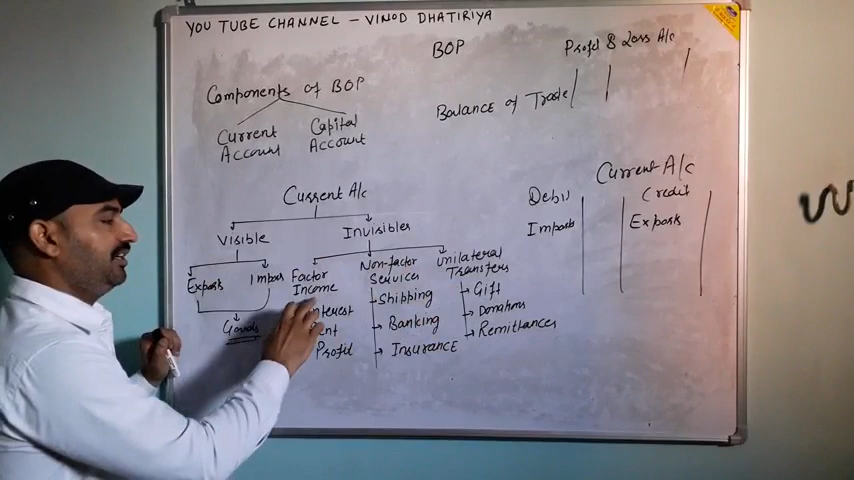 YOU TUBE CHANNEL - VINOD DHATIRIYA
BOP
Profit & Loss A/c
Components of BOP
Balance of Trade
Current Account
Capital Account
Current A/c
Visible
Invisibles
Exports
Impors
Goods
Factor Income
Interest
Profit
Non-factor Services
Shipping
Banking
Insurance
Unilateral Transfers
Gift
Donations
Remittances
Current A/c
Debit
Credit
Imports
Exports